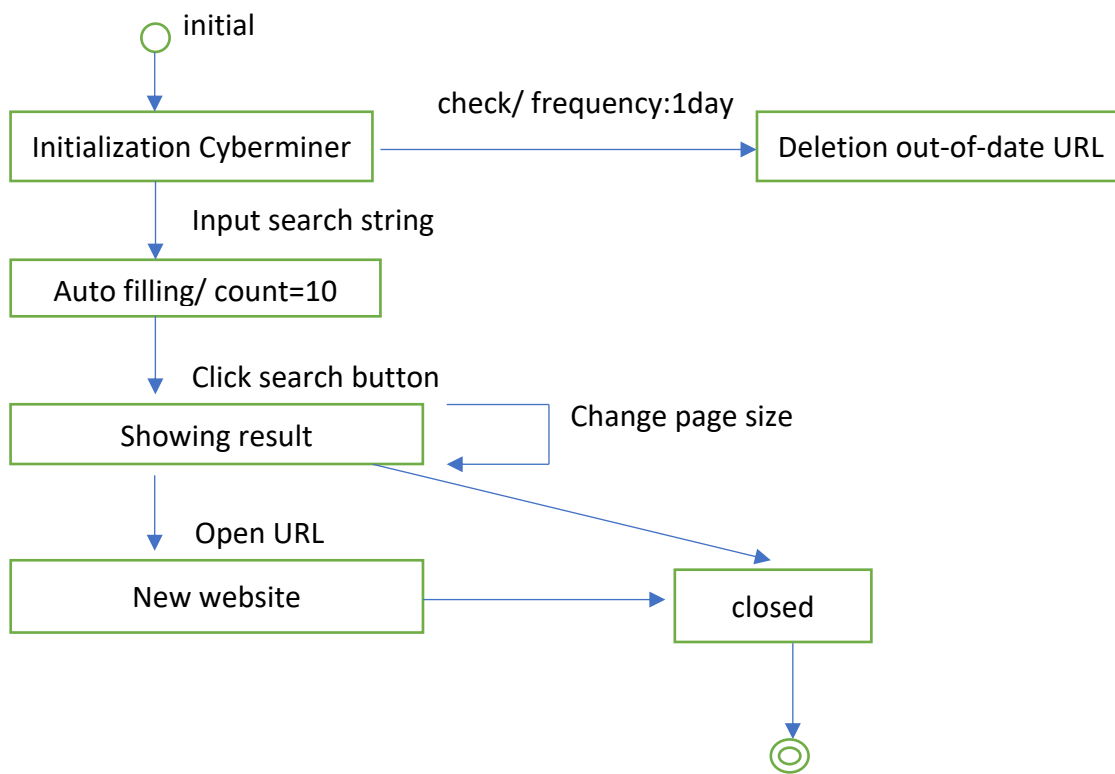 initial
check/ frequency:1day
Initialization Cyberminer
Deletion out-of-date URL
Input search string
Auto filling/ count=10
Click search button
Change page size
Showing result
Open URL
New website
closed